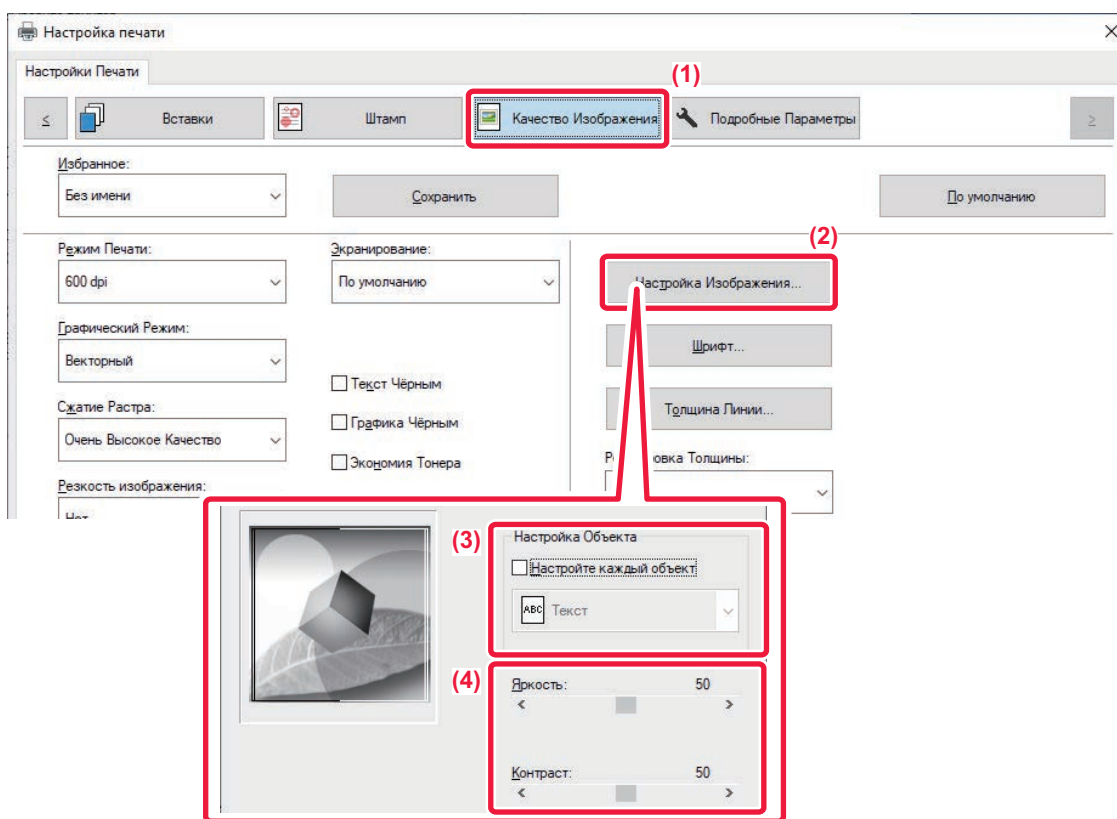 Настройка печати
Настройки Печати
(1)
< Вставки Штамп Качество Изображения Подробные Параметры >
Избранное:
Без имени Сохранить По умолчанию
(2)
Режим Печати: Экранирование:
600 dpi По умолчанию Настройка Изображения...
Графический Режим: Шрифт...
Векторный
Текст Чёрным
Сжатие Растра: Толщина Линии...
Графика Чёрным
Очень Высокое Качество
Экономия Тонера
Резкость изображения:
Нет
(3) Настройка Объекта
Настройте каждый объект
ABC Текст
(4) Яркость: 50
< >
Контраст: 50
< >